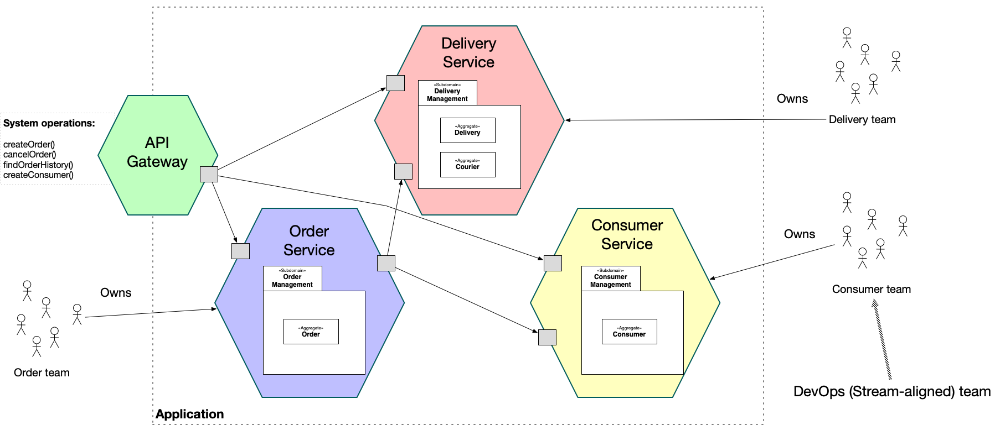 Delivery
Service
«Subdomain»
Delivery
Management
«Aggregate»
Delivery
«Aggregate»
Courier
Owns
Delivery team
System operations:
createOrder()
cancelOrder()
findOrderHistory()
createConsumer()
API
Gateway
Order
Service
«Subdomain»
Order
Management
«Aggregate»
Order
Consumer
Service
«Subdomain»
Consumer
Management
«Aggregate»
Consumer
Owns
Consumer team
Owns
Order team
DevOps (Stream-aligned) team
Application